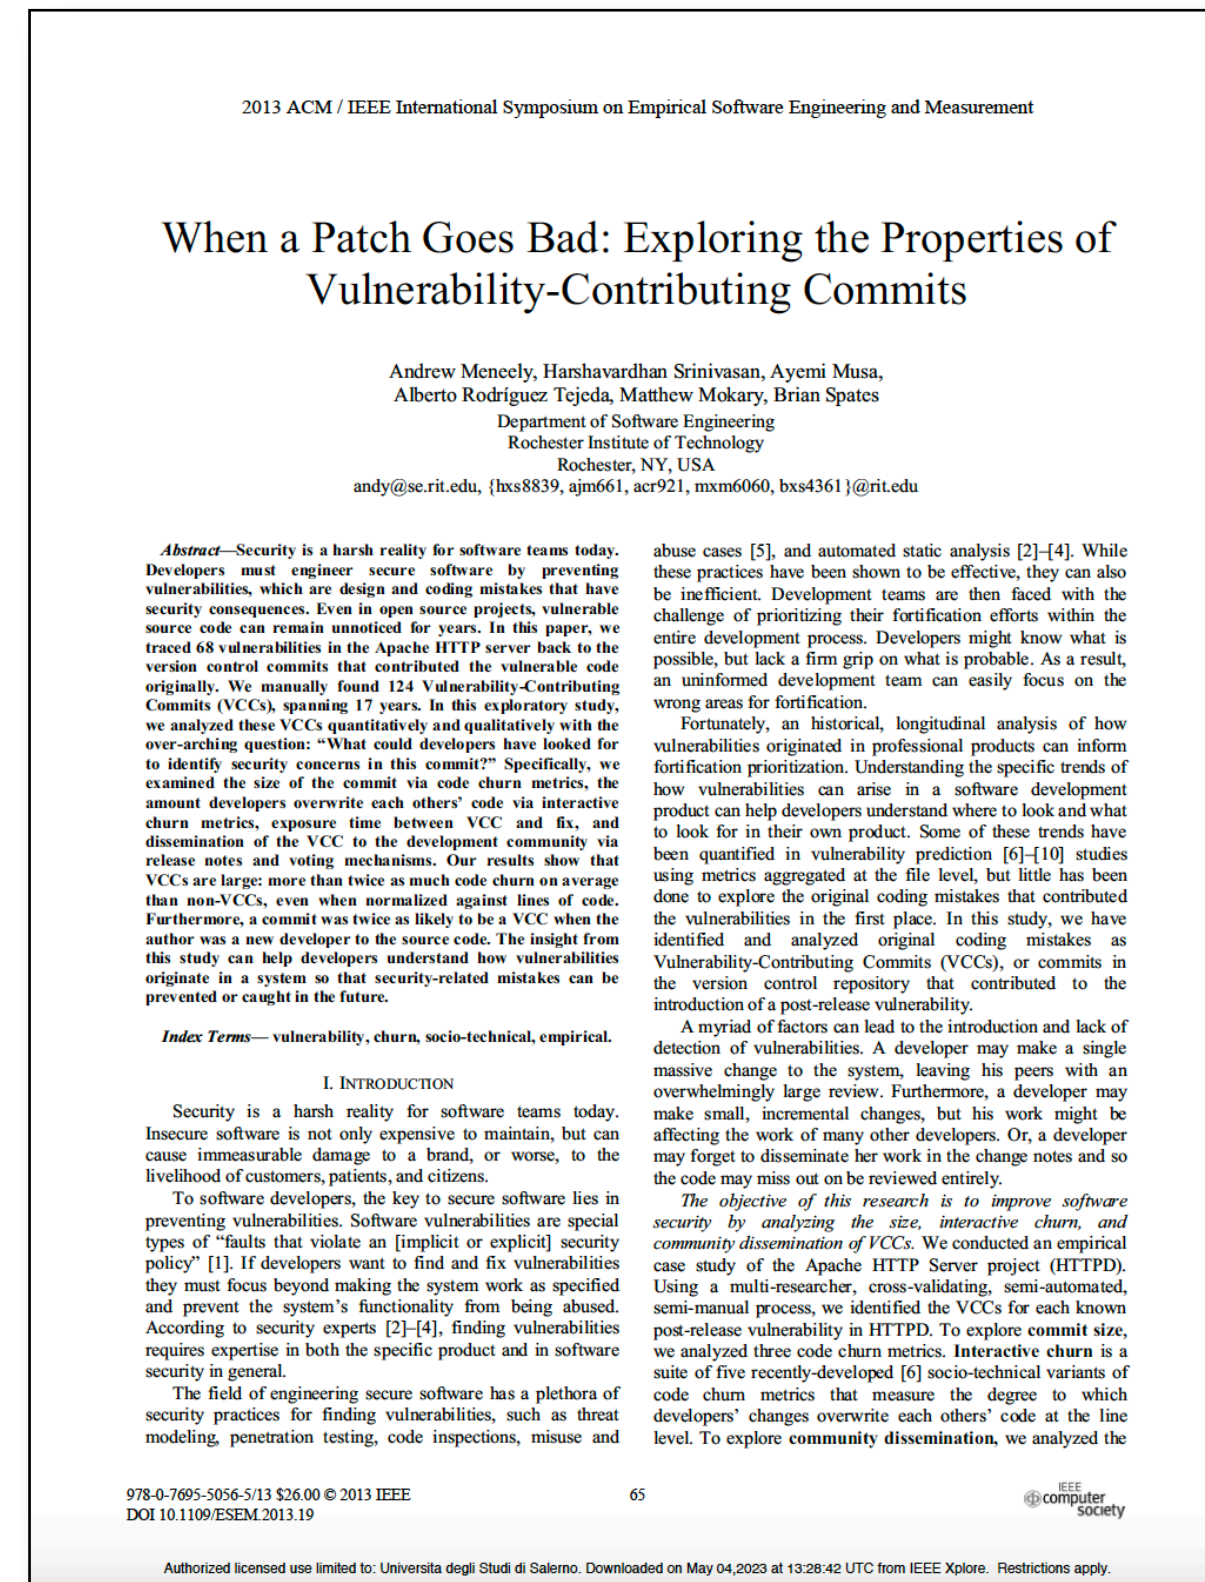 2013 ACM / IEEE International Symposium on Empirical Software Engineering and Measurement
When a Patch Goes Bad: Exploring the Properties of
Vulnerability-Contributing Commits
Andrew Meneely, Harshavardhan Srinivasan, Ayemi Musa,
Alberto Rodríguez Tejeda, Matthew Mokary, Brian Spates
Department of Software Engineering
Rochester Institute of Technology
Rochester, NY, USA
andy@se.rit.edu, {hxs8839, ajm661, acr921, mxm6060, bxs4361}@rit.edu
Abstract—Security is a harsh reality for software teams today.
Developers must engineer secure software by preventing
vulnerabilities, which are design and coding mistakes that have
security consequences. Even in open source projects, vulnerable
source code can remain unnoticed for years. In this paper, we
traced 68 vulnerabilities in the Apache HTTP server back to the
version control commits that contributed the vulnerable code
originally. We manually found 124 Vulnerability-Contributing
Commits (VCCs), spanning 17 years. In this exploratory study,
we analyzed these VCCs quantitatively and qualitatively with the
over-arching question: “What could developers have looked for
to identify security concerns in this commit?” Specifically, we
examined the size of the commit via code churn metrics, the
amount developers overwrite each others’ code via interactive
churn metrics, exposure time between VCC and fix, and
dissemination of the VCC to the development community via
release notes and voting mechanisms. Our results show that
VCCs are large: more than twice as much code churn on average
than non-VCCs, even when normalized against lines of code.
Furthermore, a commit was twice as likely to be a VCC when the
author was a new developer to the source code. The insight from
this study can help developers understand how vulnerabilities
originate in a system so that security-related mistakes can be
prevented or caught in the future.
Index Terms— vulnerability, churn, socio-technical, empirical.
I. INTRODUCTION
Security is a harsh reality for software teams today.
Insecure software is not only expensive to maintain, but can
cause immeasurable damage to a brand, or worse, to the
livelihood of customers, patients, and citizens.
To software developers, the key to secure software lies in
preventing vulnerabilities. Software vulnerabilities are special
types of “faults that violate an [implicit or explicit] security
policy” [1]. If developers want to find and fix vulnerabilities
they must focus beyond making the system work as specified
and prevent the system’s functionality from being abused.
According to security experts [2]–[4], finding vulnerabilities
requires expertise in both the specific product and in software
security in general.
The field of engineering secure software has a plethora of
security practices for finding vulnerabilities, such as threat
modeling, penetration testing, code inspections, misuse and
abuse cases [5], and automated static analysis [2]–[4]. While
these practices have been shown to be effective, they can also
be inefficient. Development teams are then faced with the
challenge of prioritizing their fortification efforts within the
entire development process. Developers might know what is
possible, but lack a firm grip on what is probable. As a result,
an uninformed development team can easily focus on the
wrong areas for fortification.
Fortunately, an historical, longitudinal analysis of how
vulnerabilities originated in professional products can inform
fortification prioritization. Understanding the specific trends of
how vulnerabilities can arise in a software development
product can help developers understand where to look and what
to look for in their own product. Some of these trends have
been quantified in vulnerability prediction [6]–[10] studies
using metrics aggregated at the file level, but little has been
done to explore the original coding mistakes that contributed
the vulnerabilities in the first place. In this study, we have
identified and analyzed original coding mistakes as
Vulnerability-Contributing Commits (VCCs), or commits in
the version control repository that contributed to the
introduction of a post-release vulnerability.
A myriad of factors can lead to the introduction and lack of
detection of vulnerabilities. A developer may make a single
massive change to the system, leaving his peers with an
overwhelmingly large review. Furthermore, a developer may
make small, incremental changes, but his work might be
affecting the work of many other developers. Or, a developer
may forget to disseminate her work in the change notes and so
the code may miss out on be reviewed entirely.
The objective of this research is to improve software
security by analyzing the size, interactive churn, and
community dissemination of VCCs. We conducted an empirical
case study of the Apache HTTP Server project (HTTPD).
Using a multi-researcher, cross-validating, semi-automated,
semi-manual process, we identified the VCCs for each known
post-release vulnerability in HTTPD. To explore commit size,
we analyzed three code churn metrics. Interactive churn is a
suite of five recently-developed [6] socio-technical variants of
code churn metrics that measure the degree to which
developers’ changes overwrite each others’ code at the line
level. To explore community dissemination, we analyzed the
978-0-7695-5056-5/13 $26.00 © 2013 IEEE
DOI 10.1109/ESEM.2013.19
65
IEEE
computer
society
Authorized licensed use limited to: Universita degli Studi di Salerno. Downloaded on May 04,2023 at 13:28:42 UTC from IEEE Xplore. Restrictions apply.